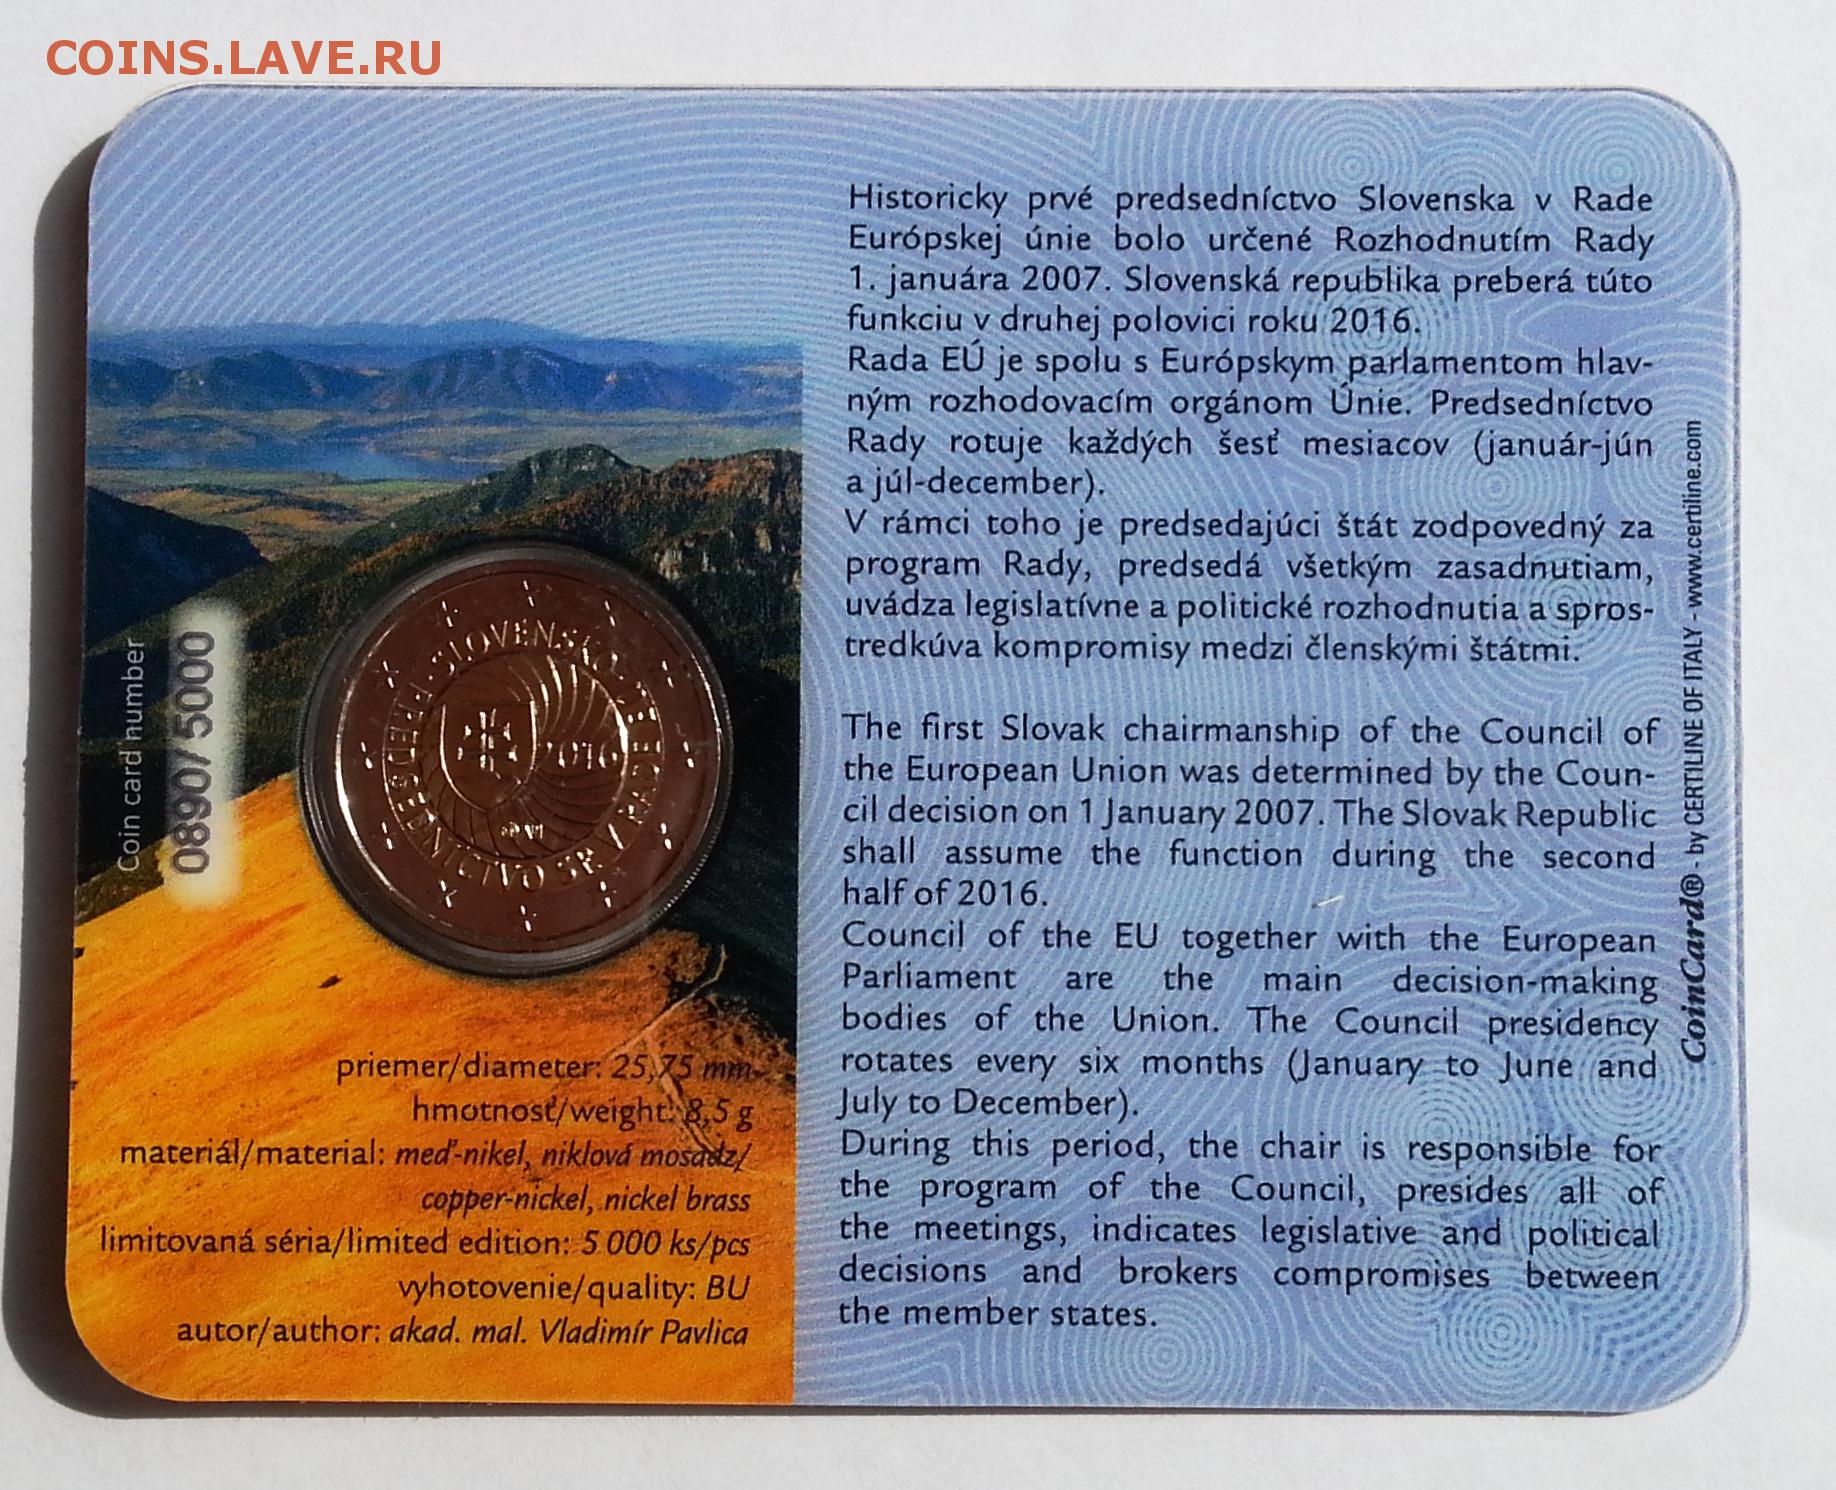 COINS.LAVE.RU
Historicky prvé predsedníctvo Slovenska v Rade
Európskej únie bolo určené Rozhodnutím Rady
1. januára 2007. Slovenská republika preberá túto
funkciu v druhej polovici roku 2016.
Rada EÚ je spolu s Európskym parlamentom hlav-
ným rozhodovacím orgánom Únie. Predsedníctvo
Rady rotuje každých šesť mesiacov (január-jún
a júl-december).
V rámci toho je predsedajúci štát zodpovedný za
program Rady, predsedá všetkým zasadnutiam,
uvádza legislatívne a politické rozhodnutia a spros-
tredkúva kompromisy medzi členskými štátmi.
The first Slovak chairmanship of the Council of
the European Union was determined by the Coun-
cil decision on 1 January 2007. The Slovak Republic
shall assume the function during the second
half of 2016.
Council of the EU together with the European
Parliament are the main decision-making
bodies of the Union. The Council presidency
rotates every six months (January to June and
July to December).
During this period, the chair is responsible for
the program of the Council, presides all of
the meetings, indicates legislative and political
decisions and brokers compromises between
the member states.
Coin card number
0890/5000
SLOVENSKO · PREDSEDNÍCTVO SR V RADE EÚ
2016
priemer/diameter: 25,75 mm
hmotnosť/weight: 8,5 g
materiál/material: meď-nikel, niklová mosadz/
copper-nickel, nickel brass
limitovaná séria/limited edition: 5 000 ks/pcs
vyhotovenie/quality: BU
autor/author: akad. mal. Vladimír Pavlica
CoinCard® - by CERTILINE OF ITALY - www.certiline.com